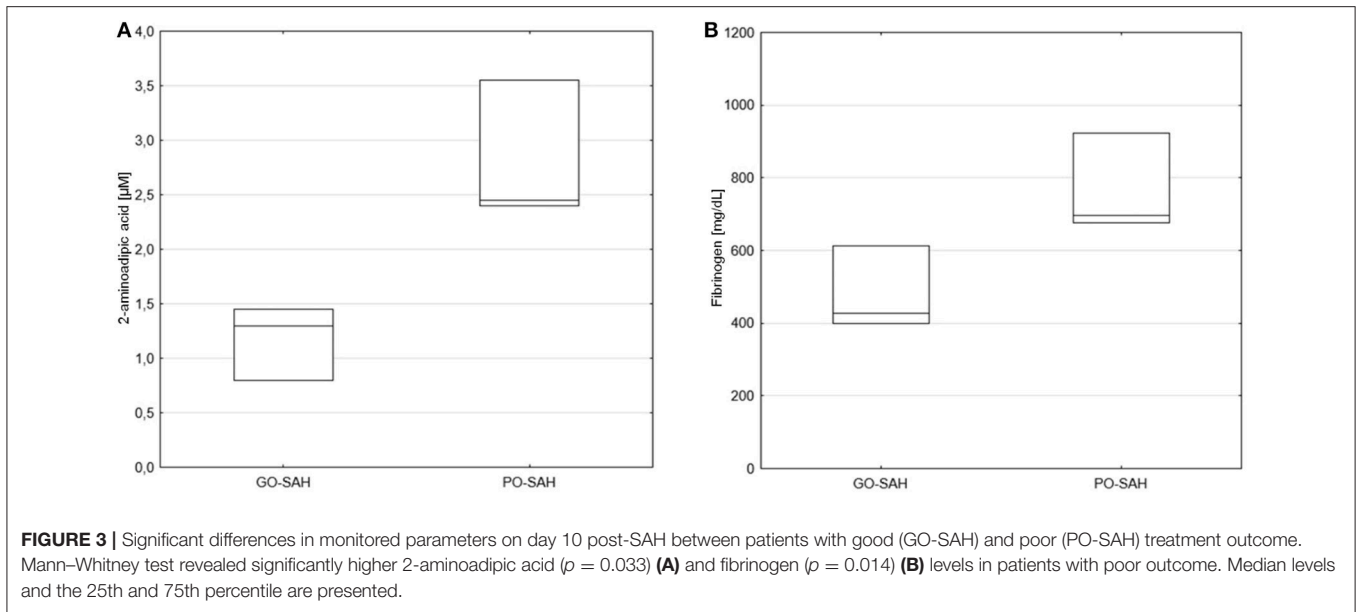 A
4,0
3,5
3,0
2,5
2,0
1,5
1,0
0,5
0,0
2-aminoadipic acid [µM]
GO-SAH
PO-SAH
B
1200
1000
800
600
400
200
0
Fibrinogen [mg/dL]
GO-SAH
PO-SAH
FIGURE 3 | Significant differences in monitored parameters on day 10 post-SAH between patients with good (GO-SAH) and poor (PO-SAH) treatment outcome.
Mann–Whitney test revealed significantly higher 2-aminoadipic acid (p = 0.033) (A) and fibrinogen (p = 0.014) (B) levels in patients with poor outcome. Median levels
and the 25th and 75th percentile are presented.